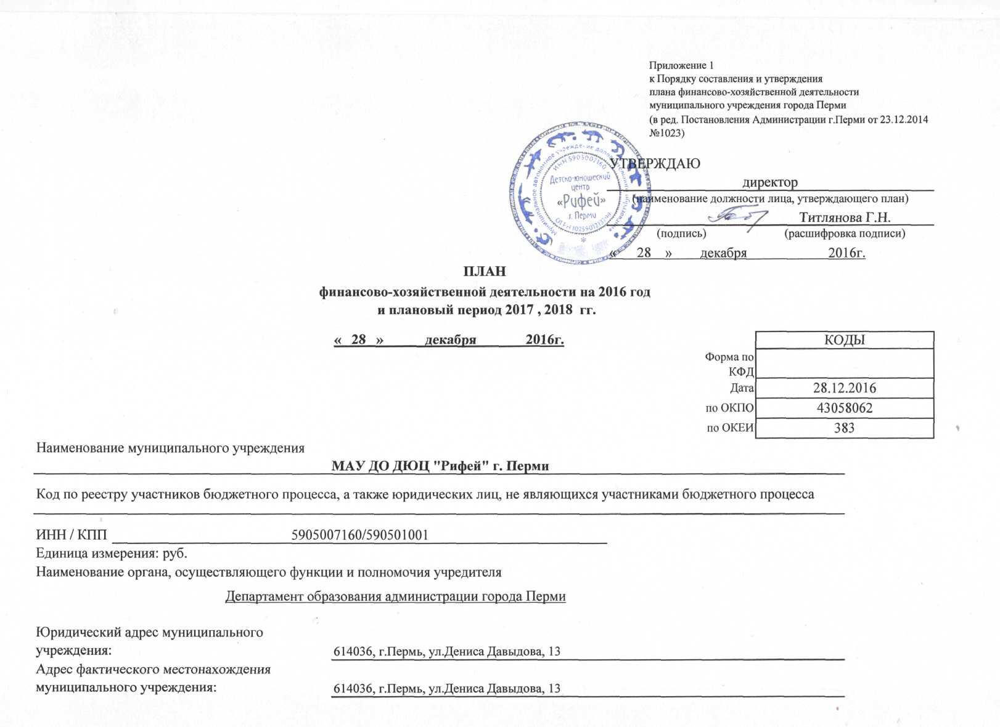 Приложение 1
к Порядку составления и утверждения
плана финансово-хозяйственной деятельности
муниципального учреждения города Перми
(в ред. Постановления Администрации г.Перми от 23.12.2014
№1023)
УТВЕРЖДАЮ
директор
(наименование должности лица, утверждающего план)
Титлянова Г.Н.
(подпись) (расшифровка подписи)
« 28 » декабря 2016г.
Муниципальное автономное учреждение
ИНН 5905007160
Детско-юношеский
центр
«Рифей»
г. Перми
ПЛАН
финансово-хозяйственной деятельности на 2016 год
и плановый период 2017 , 2018 гг.
« 28 » декабря 2016г.
КОДЫ
Форма по
КФД
Дата 28.12.2016
по ОКПО 43058062
по ОКЕИ 383
Наименование муниципального учреждения
МАУ ДО ДЮЦ "Рифей" г. Перми
Код по реестру участников бюджетного процесса, а также юридических лиц, не являющихся участниками бюджетного процесса
ИНН / КПП 5905007160/590501001
Единица измерения: руб.
Наименование органа, осуществляющего функции и полномочия учредителя
Департамент образования администрации города Перми
Юридический адрес муниципального
учреждения: 614036, г.Пермь, ул.Дениса Давыдова, 13
Адрес фактического местонахождения
муниципального учреждения: 614036, г.Пермь, ул.Дениса Давыдова, 13